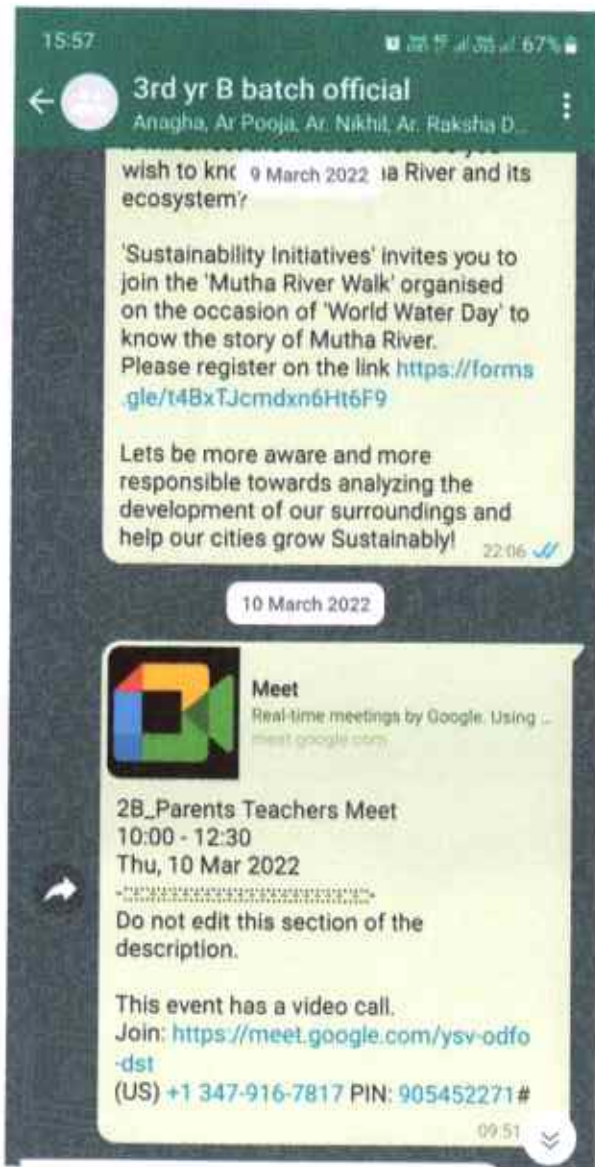 15:57
67%
3rd yr B batch official
Anagha, Ar Pooja, Ar. Nikhil, Ar. Raksha D...
wish to kno 9 March 2022 a River and its
ecosystem?
'Sustainability Initiatives' invites you to
join the 'Mutha River Walk' organised
on the occasion of 'World Water Day' to
know the story of Mutha River.
Please register on the link https://forms
.gle/t4BxTJcmdxn6Ht6F9
Lets be more aware and more
responsible towards analyzing the
development of our surroundings and
help our cities grow Sustainably!
22:06
10 March 2022
Meet
Real-time meetings by Google. Using ...
meet.google.com
2B_Parents Teachers Meet
10:00 - 12:30
Thu, 10 Mar 2022
Do not edit this section of the
description.
This event has a video call.
Join: https://meet.google.com/ysv-odfo
-dst
(US) +1 347-916-7817 PIN: 905452271#
09:51